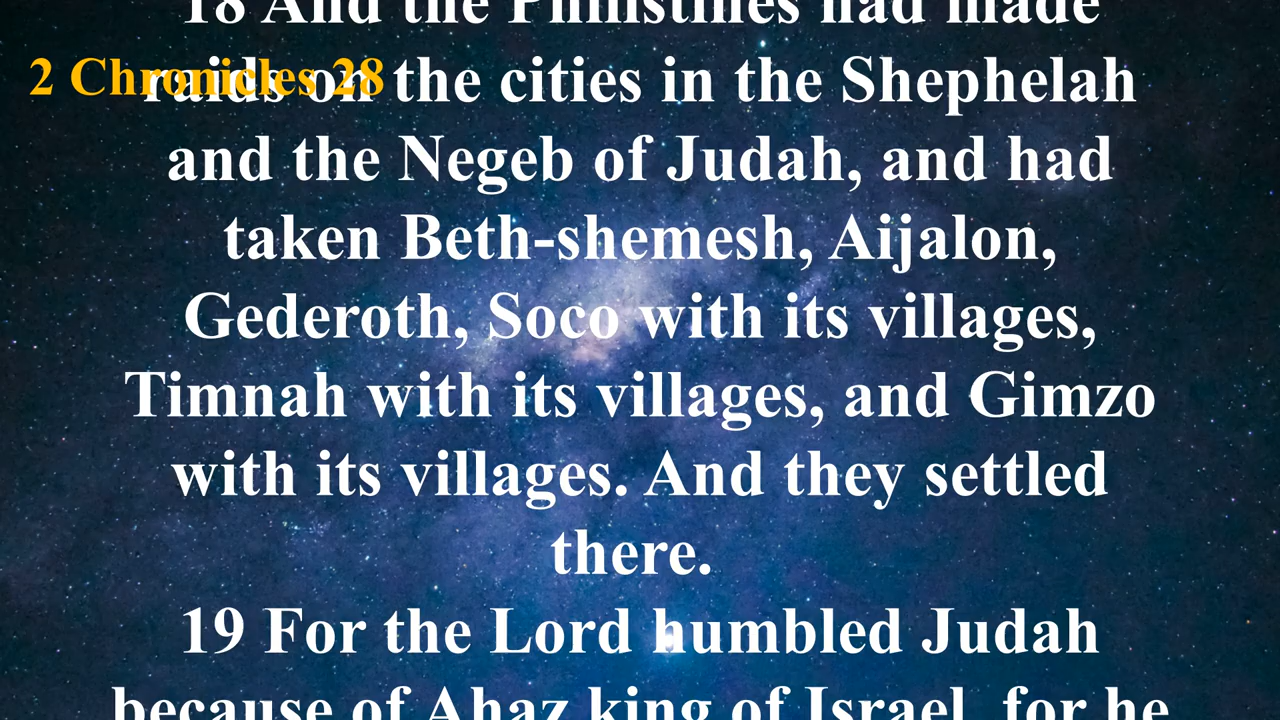 18 And the Philistines had made
2 Chronicles 28
raids on the cities in the Shephelah
and the Negeb of Judah, and had
taken Beth-shemesh, Aijalon,
Gederoth, Soco with its villages,
Timnah with its villages, and Gimzo
with its villages. And they settled
there.
19 For the Lord humbled Judah
because of Ahaz king of Israel, for he